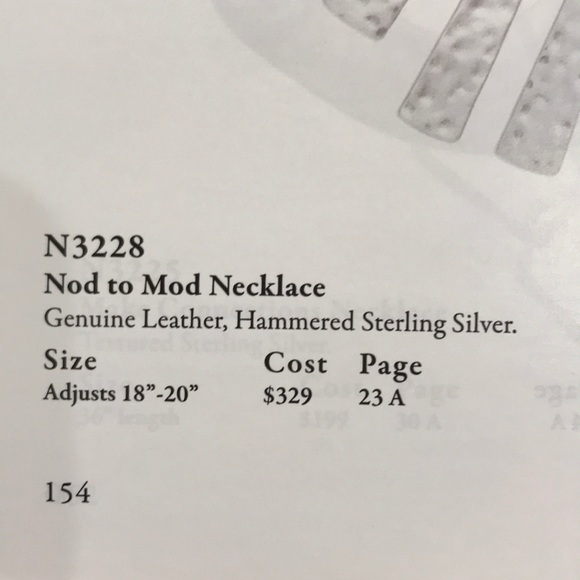 N3228
Nod to Mod Necklace
Genuine Leather, Hammered Sterling Silver.
Size Cost Page
Adjusts 18”-20” $329 23 A
154